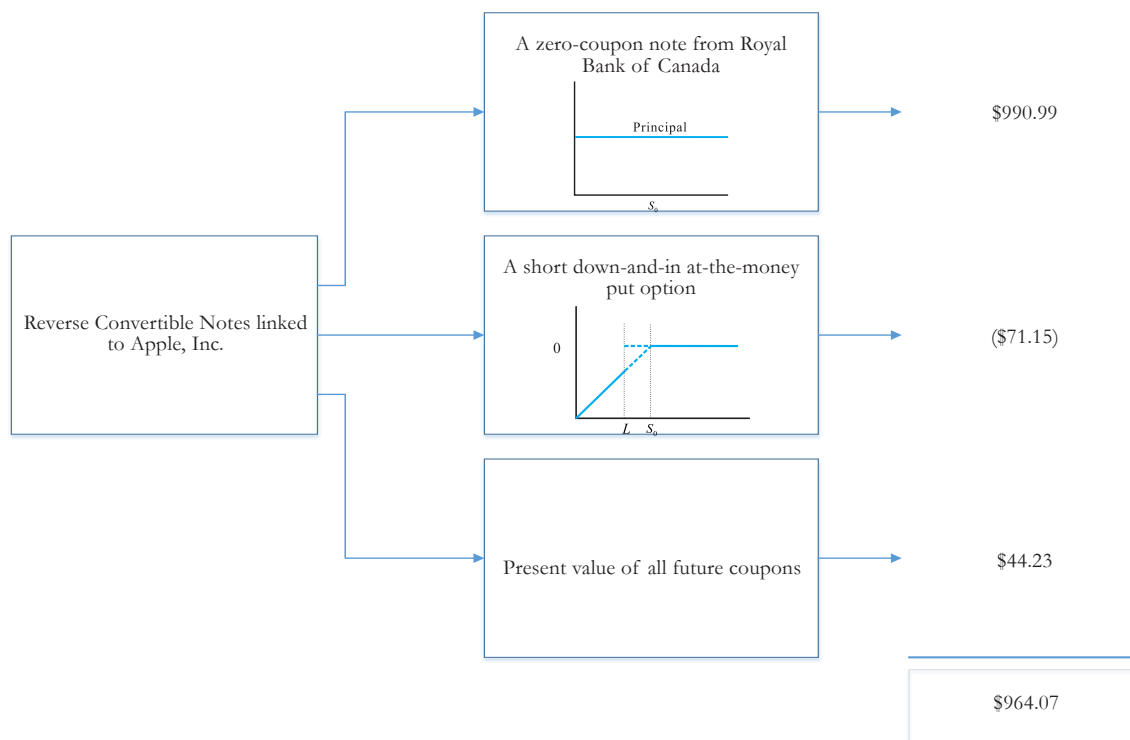 A zero-coupon note from Royal
Bank of Canada
Principal
S₀
$990.99
Reverse Convertible Notes linked
to Apple, Inc.
A short down-and-in at-the-money
put option
0
L
S₀
($71.15)
Present value of all future coupons
$44.23
$964.07